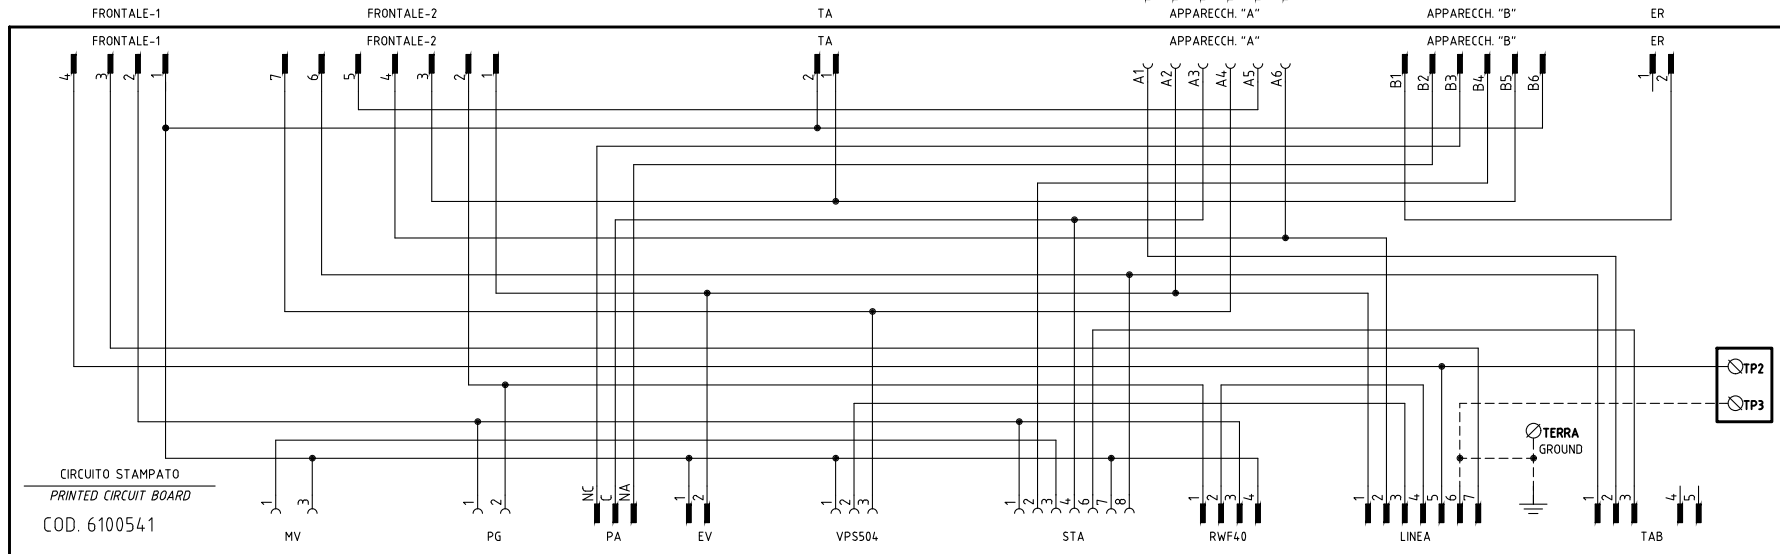 FRONTALE-1 FRONTALE-2 TA APPARECCH. "A" APPARECCH. "B" ER
FRONTALE-1 FRONTALE-2 TA APPARECCH. "A" APPARECCH. "B" ER
4 3 2 1 7 6 5 4 3 2 1 2 1 A1 A2 A3 A4 A5 A6 B1 B2 B3 B4 B5 B6 1 2
TP2
TP3
TERRA
GROUND
CIRCUITO STAMPATO
PRINTED CIRCUIT BOARD
COD. 6100541
1 3 1 2 NC C NA 1 2 1 2 3 1 2 3 4 6 7 8 1 2 3 4 1 2 3 4 5 6 7 1 2 3 4 5
MV PG PA EV VPS504 STA RWF40 LINEA TAB